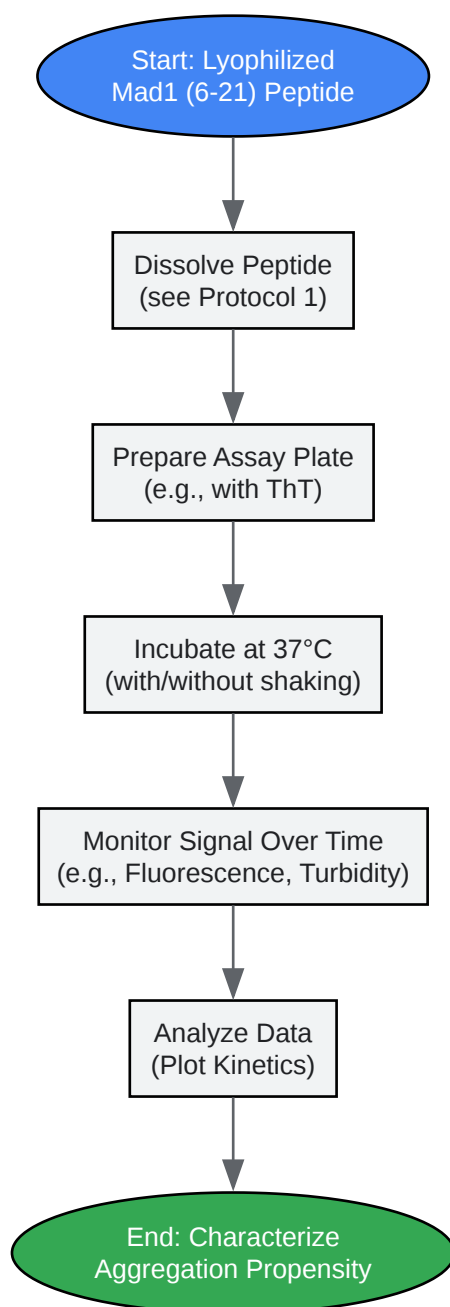 Start: Lyophilized
Mad1 (6-21) Peptide
Dissolve Peptide
(see Protocol 1)
Prepare Assay Plate
(e.g., with ThT)
Incubate at 37°C
(with/without shaking)
Monitor Signal Over Time
(e.g., Fluorescence, Turbidity)
Analyze Data
(Plot Kinetics)
End: Characterize
Aggregation Propensity